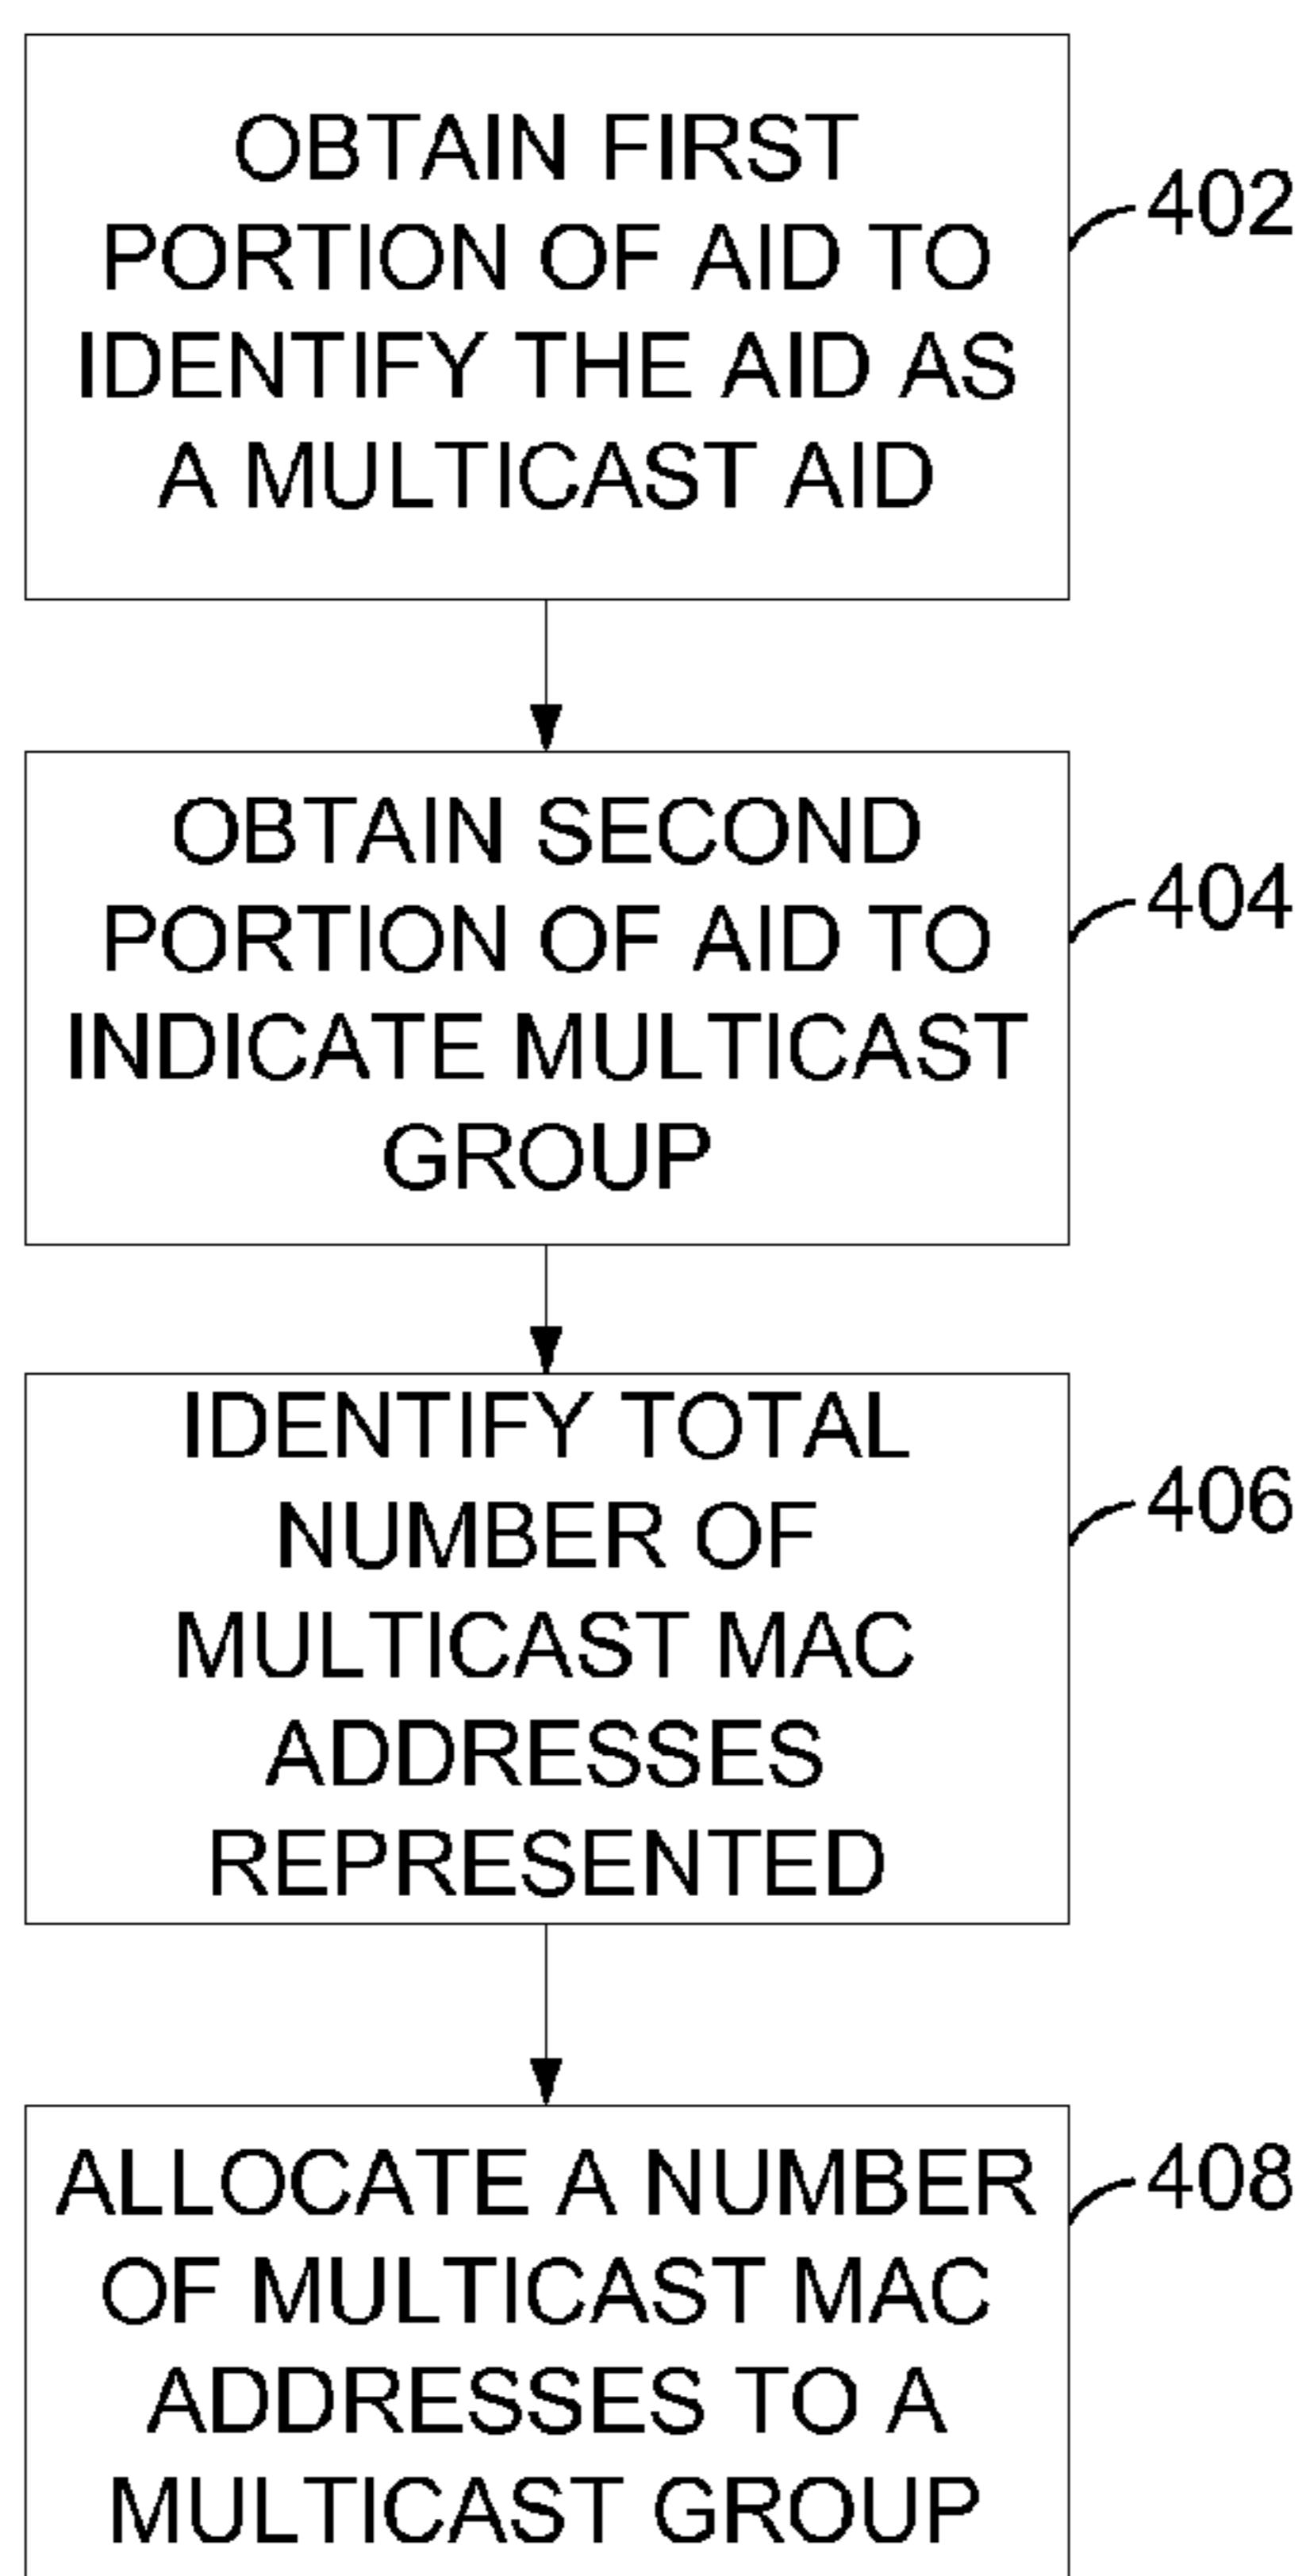 OBTAIN FIRST
PORTION OF AID TO
IDENTIFY THE AID AS
A MULTICAST AID
402
OBTAIN SECOND
PORTION OF AID TO
INDICATE MULTICAST
GROUP
404
IDENTIFY TOTAL
NUMBER OF
MULTICAST MAC
ADDRESSES
REPRESENTED
406
ALLOCATE A NUMBER
OF MULTICAST MAC
ADDRESSES TO A
MULTICAST GROUP
408